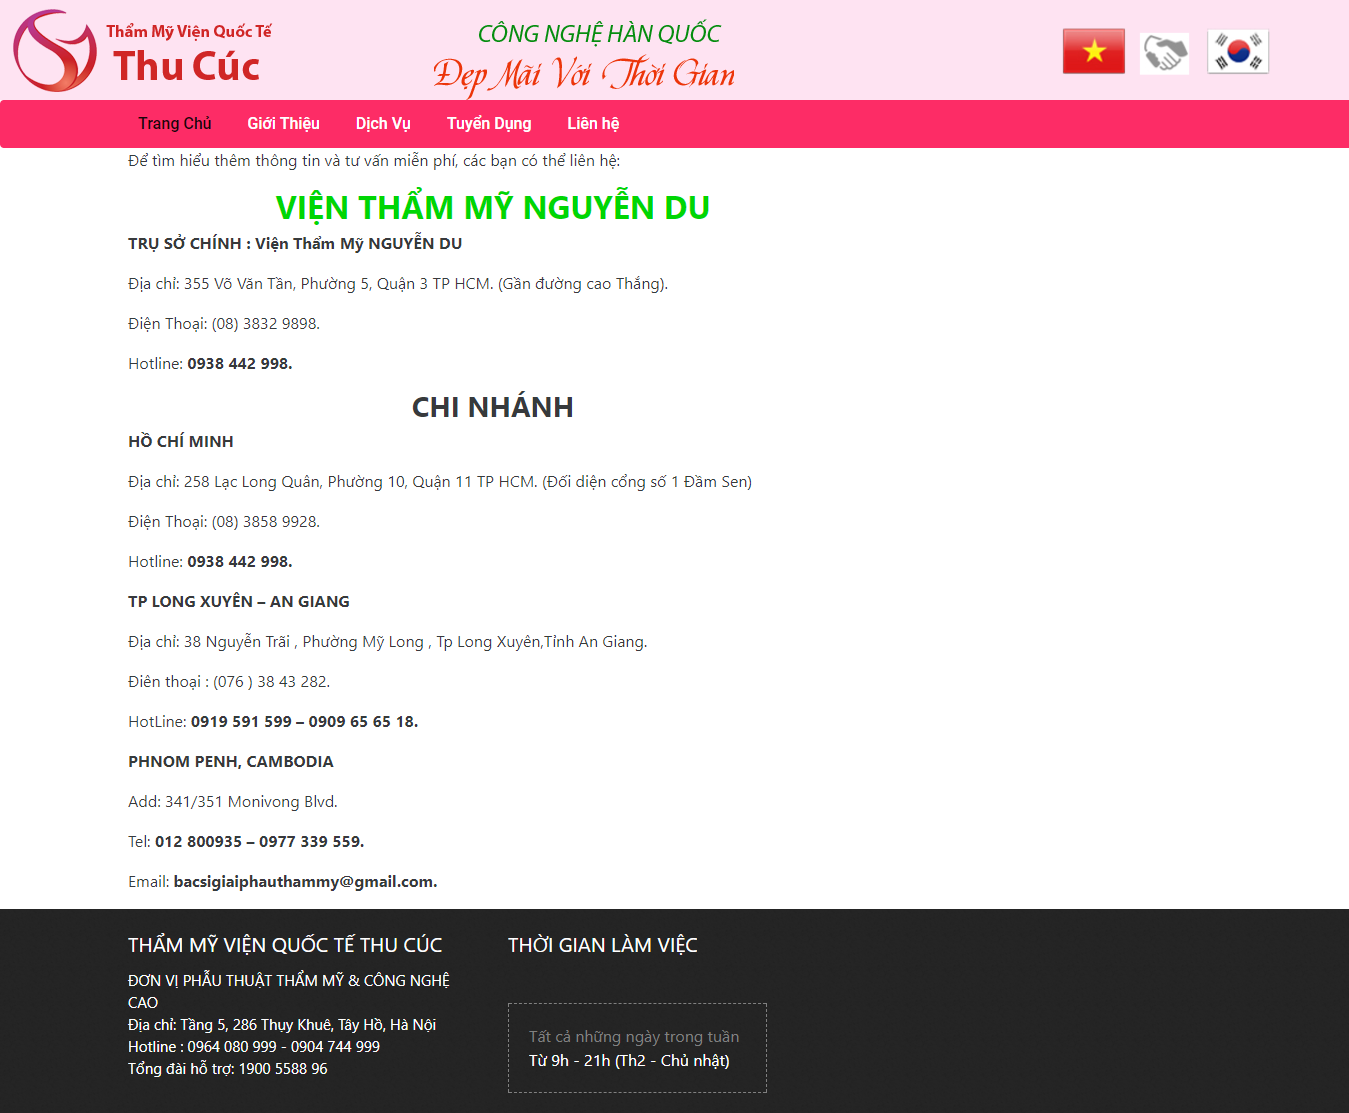 Thẩm Mỹ Viện Quốc Tế
Thu Cúc
CÔNG NGHỆ HÀN QUỐC
Đẹp Mãi Với Thời Gian
Trang Chủ
Giới Thiệu
Dịch Vụ
Tuyển Dụng
Liên hệ
Để tìm hiểu thêm thông tin và tư vấn miễn phí, các bạn có thể liên hệ:
VIỆN THẨM MỸ NGUYỄN DU
TRỤ SỞ CHÍNH : Viện Thẩm Mỹ NGUYỄN DU
Địa chỉ: 355 Võ Văn Tần, Phường 5, Quận 3 TP HCM. (Gần đường cao Thắng).
Điện Thoại: (08) 3832 9898.
Hotline: 0938 442 998.
CHI NHÁNH
HỒ CHÍ MINH
Địa chỉ: 258 Lạc Long Quân, Phường 10, Quận 11 TP HCM. (Đối diện cổng số 1 Đầm Sen)
Điện Thoại: (08) 3858 9928.
Hotline: 0938 442 998.
TP LONG XUYÊN – AN GIANG
Địa chỉ: 38 Nguyễn Trãi , Phường Mỹ Long , Tp Long Xuyên,Tỉnh An Giang.
Điên thoại : (076 ) 38 43 282.
HotLine: 0919 591 599 – 0909 65 65 18.
PHNOM PENH, CAMBODIA
Add: 341/351 Monivong Blvd.
Tel: 012 800935 – 0977 339 559.
Email: bacsigiaiphauthammy@gmail.com.
THẨM MỸ VIỆN QUỐC TẾ THU CÚC
ĐƠN VỊ PHẪU THUẬT THẨM MỸ & CÔNG NGHỆ
CAO
Địa chỉ: Tầng 5, 286 Thụy Khuê, Tây Hồ, Hà Nội
Hotline : 0964 080 999 - 0904 744 999
Tổng đài hỗ trợ: 1900 5588 96
THỜI GIAN LÀM VIỆC
Tất cả những ngày trong tuần
Từ 9h - 21h (Th2 - Chủ nhật)